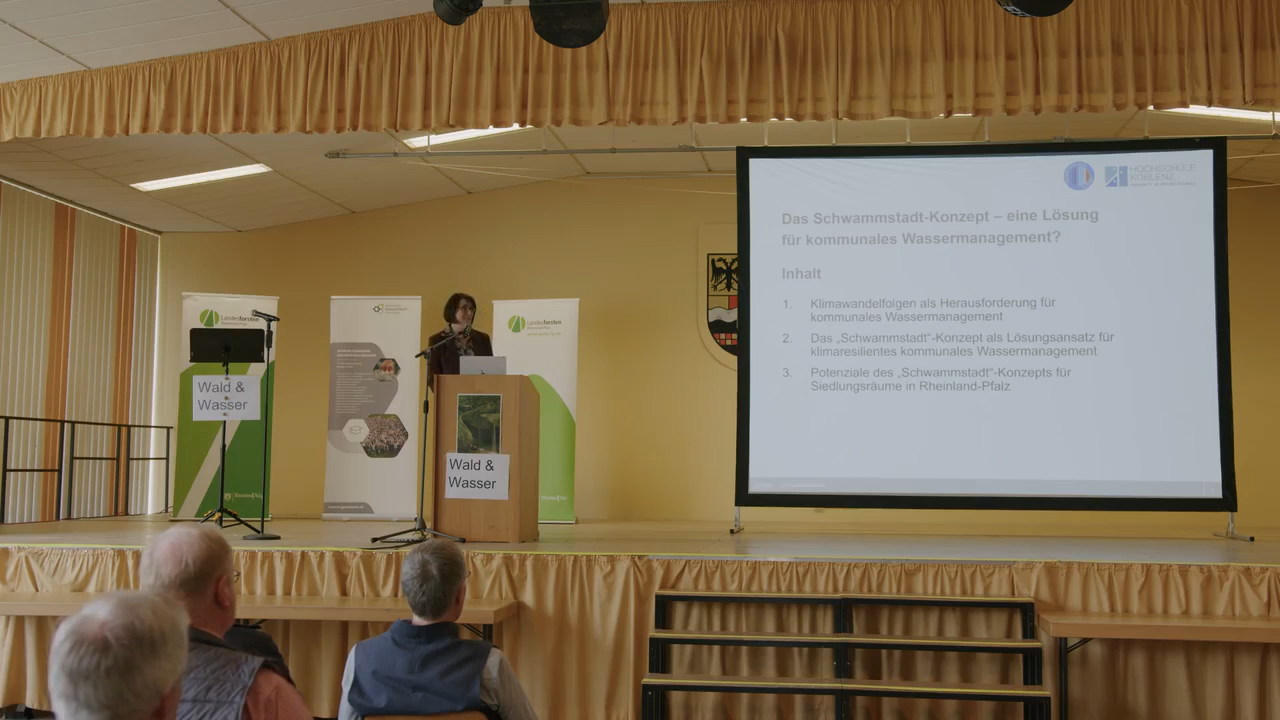 HOCHSCHULE
KOBLENZ
Das Schwammstadt-Konzept – eine Lösung
für kommunales Wassermanagement?
Inhalt
1. Klimawandelfolgen als Herausforderung für
kommunales Wassermanagement
2. Das „Schwammstadt“-Konzept als Lösungsansatz für
klimaresilientes kommunales Wassermanagement
3. Potenziale des „Schwammstadt“-Konzepts für
Siedlungsräume in Rheinland-Pfalz
Landesforsten
Landesforsten
Wald &
Wasser
Wald &
Wasser